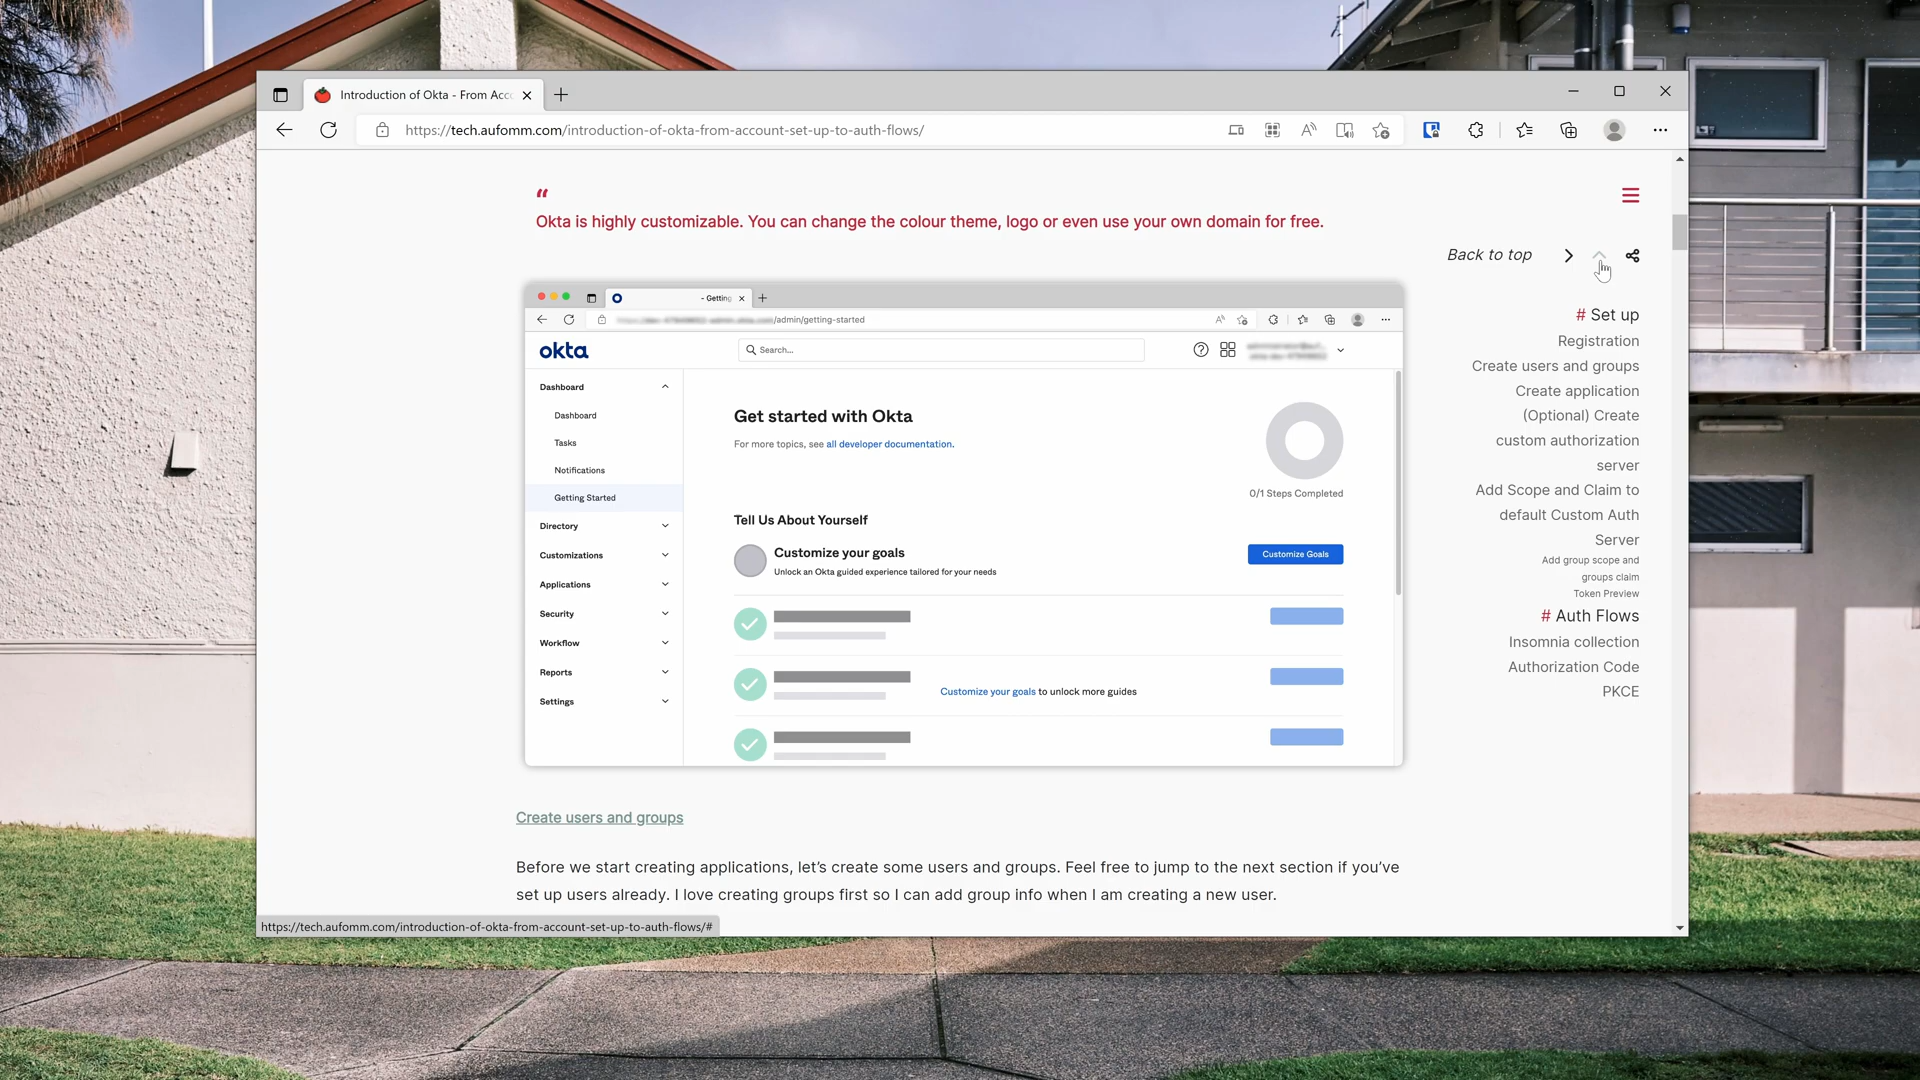 Introduction of Okta - From Acc
https://tech.aufomm.com/introduction-of-okta-from-account-set-up-to-auth-flows/
“
Okta is highly customizable. You can change the colour theme, logo or even use your own domain for free.
Back to top
- Getting
/admin/getting-started
okta
Search...
Dashboard
Dashboard
Tasks
Notifications
Getting Started
Directory
Customizations
Applications
Security
Workflow
Reports
Settings
Get started with Okta
For more topics, see all developer documentation.
0/1 Steps Completed
Tell Us About Yourself
Customize your goals
Unlock an Okta guided experience tailored for your needs
Customize Goals
Customize your goals to unlock more guides
# Set up
Registration
Create users and groups
Create application
(Optional) Create
custom authorization
server
Add Scope and Claim to
default Custom Auth
Server
Add group scope and
groups claim
Token Preview
# Auth Flows
Insomnia collection
Authorization Code
PKCE
Create users and groups
Before we start creating applications, let’s create some users and groups. Feel free to jump to the next section if you’ve
set up users already. I love creating groups first so I can add group info when I am creating a new user.
https://tech.aufomm.com/introduction-of-okta-from-account-set-up-to-auth-flows/#